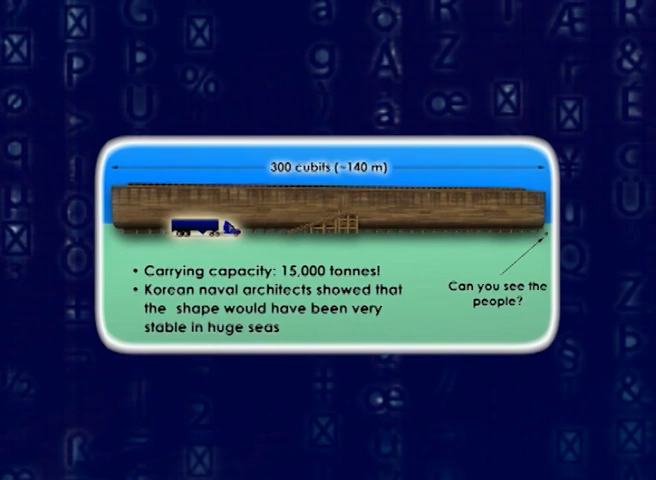 300 cubits (~140 m)
• Carrying capacity: 15,000 tonnes!
• Korean naval architects showed that
the shape would have been very
stable in huge seas
Can you see the
people?